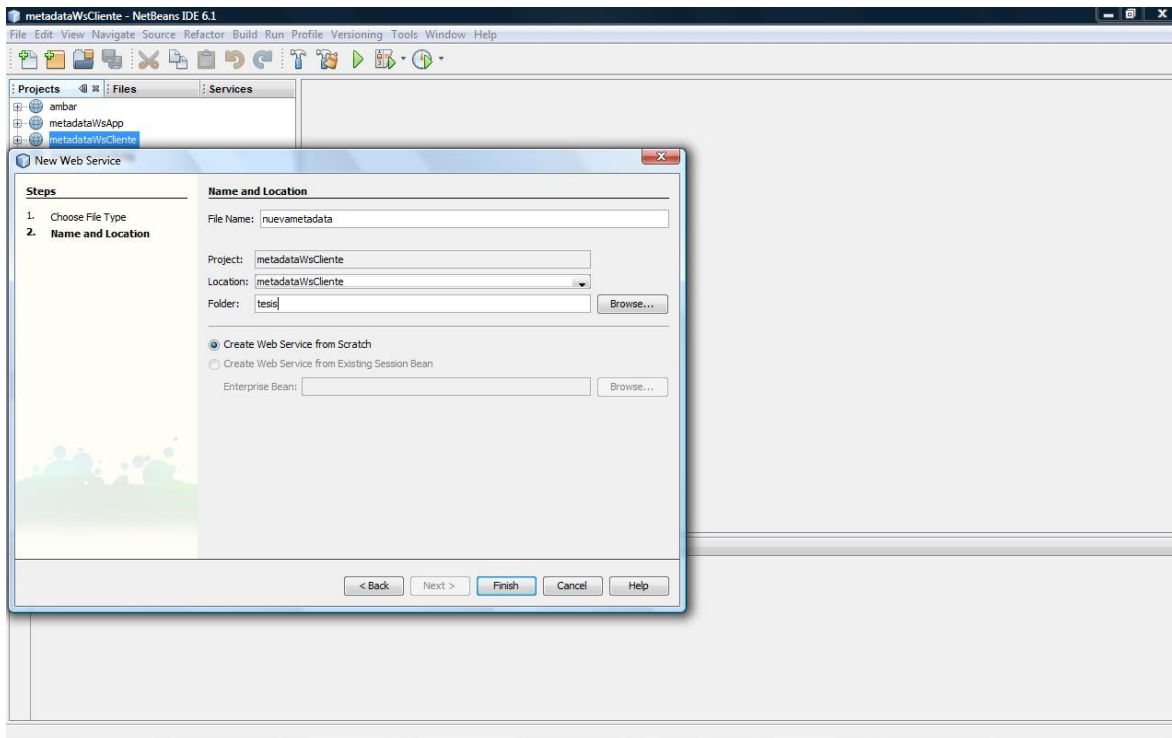 metadataWsCliente - NetBeans IDE 6.1
File Edit View Navigate Source Refactor Build Run Profile Versioning Tools Window Help
Projects Files Services
ambar
metadataWsApp
metadataWsCliente
New Web Service
Steps
1. Choose File Type
2. Name and Location
Name and Location
File Name: nuevametadata
Project: metadataWsCliente
Location: metadataWsCliente
Folder: tesis
Browse...
Create Web Service from Scratch
Create Web Service from Existing Session Bean
Enterprise Bean:
Browse...
< Back Next > Finish Cancel Help